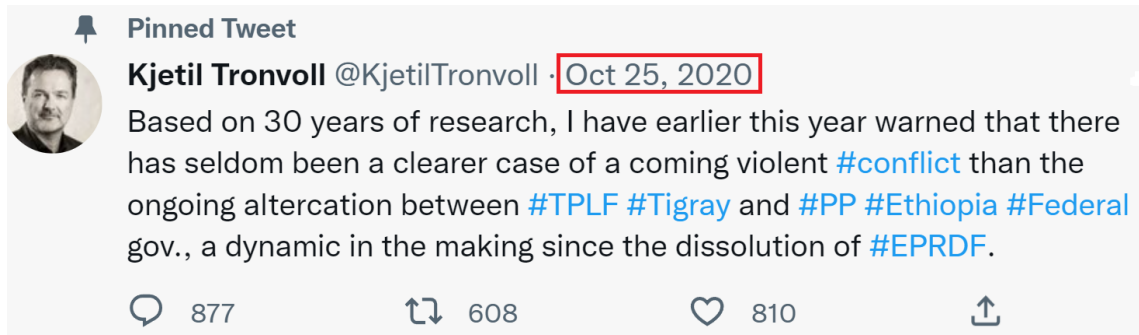 Pinned Tweet
Kjetil Tronvoll @KjetilTronvoll · Oct 25, 2020
Based on 30 years of research, I have earlier this year warned that there
has seldom been a clearer case of a coming violent #conflict than the
ongoing altercation between #TPLF #Tigray and #PP #Ethiopia #Federal
gov., a dynamic in the making since the dissolution of #EPRDF.
877 608 810